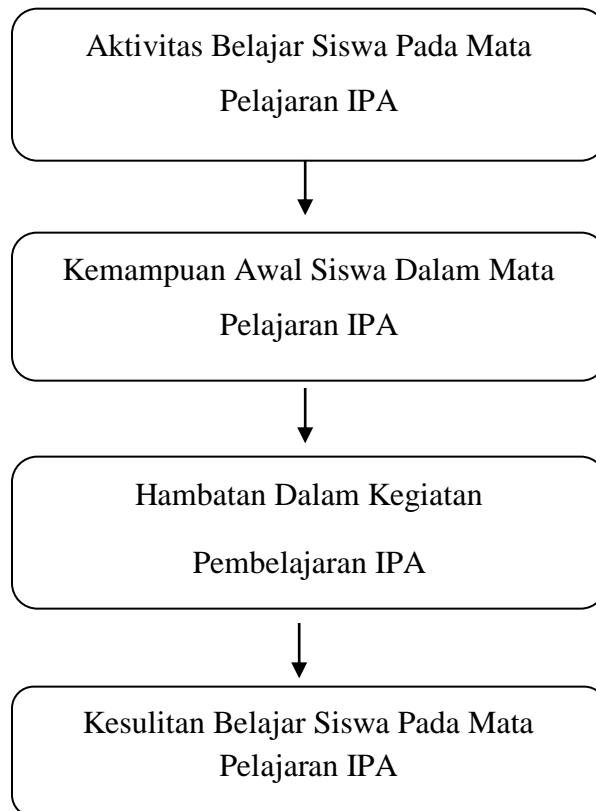 Aktivitas Belajar Siswa Pada Mata
Pelajaran IPA
Kemampuan Awal Siswa Dalam Mata
Pelajaran IPA
Hambatan Dalam Kegiatan
Pembelajaran IPA
Kesulitan Belajar Siswa Pada Mata
Pelajaran IPA